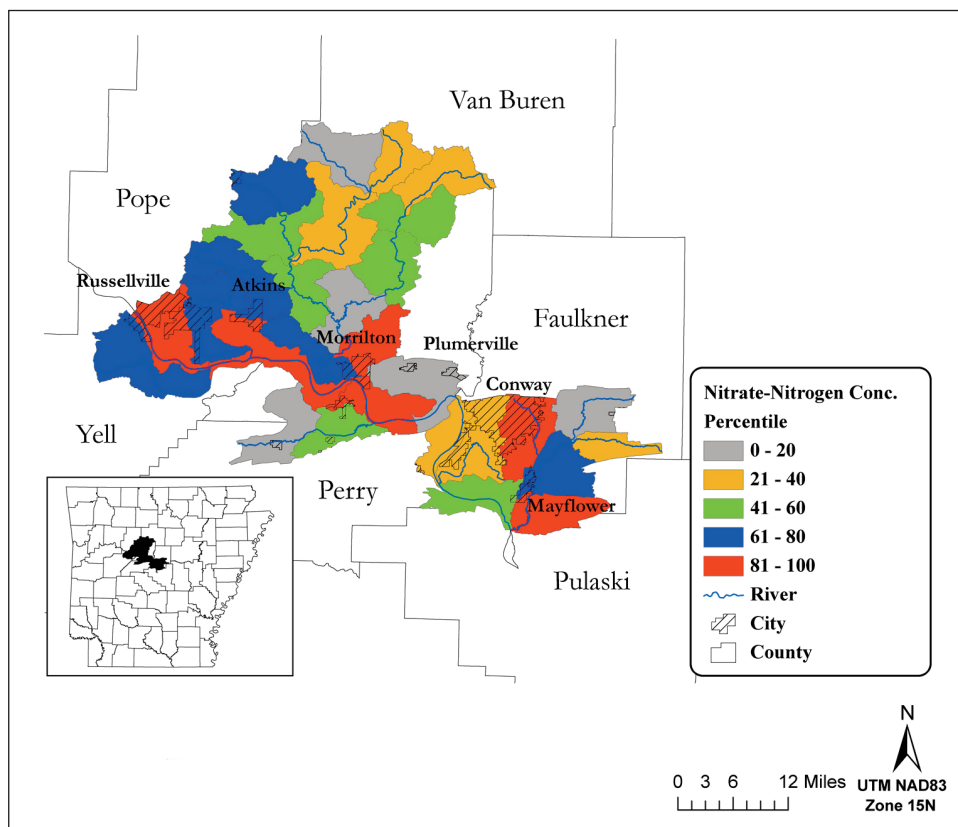 Van Buren
Pope
Russellville
Atkins
Faulkner
Morrilton
Plumerville
Conway
Yell
Perry
Mayflower
Pulaski
Nitrate-Nitrogen Conc.
Percentile
0 - 20
21 - 40
41 - 60
61 - 80
81 - 100
River
City
County
N
0 3 6 12 Miles
UTM NAD83
Zone 15N